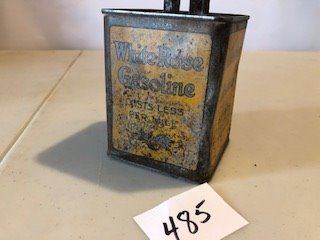 White Rose
Gasoline
COSTS LESS
PER MILE
485